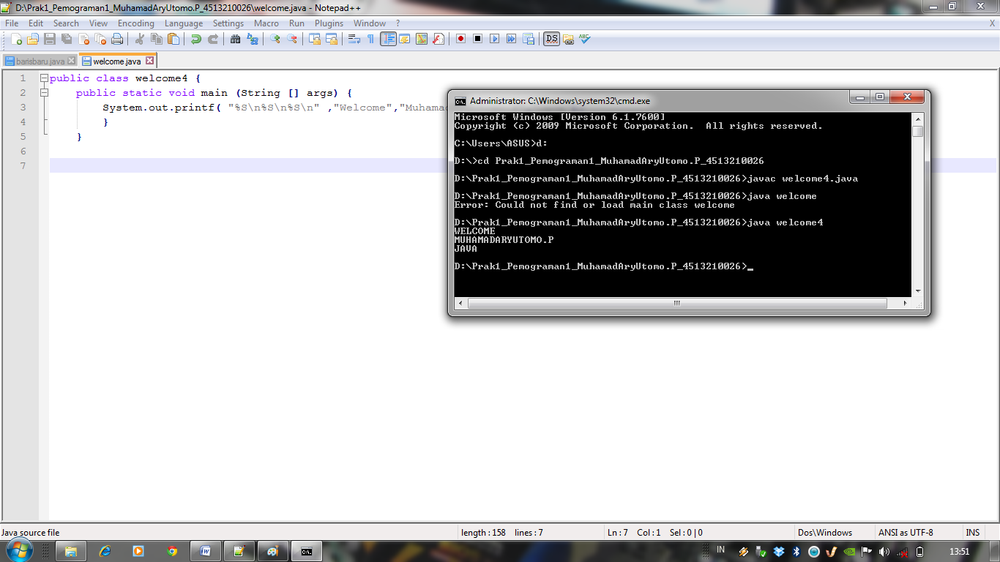 D:\Prak1_Pemograman1_MuhamadAryUtomo.P_4513210026\welcome.java - Notepad++
File Edit Search View Encoding Language Settings Macro Run Plugins Window ? X
barisbaru.java welcome.java
1 public class welcome4 {
2 public static void main (String [] args) {
3 System.out.printf( "%S\n%S\n%S\n" ,"Welcome","Muhamad
4 }
5 }
6
7
Administrator: C:\Windows\system32\cmd.exe
Microsoft Windows [Version 6.1.7600]
Copyright (c) 2009 Microsoft Corporation.  All rights reserved.
C:\Users\ASUS>d:
D:\>cd Prak1_Pemograman1_MuhamadAryUtomo.P_4513210026
D:\Prak1_Pemograman1_MuhamadAryUtomo.P_4513210026>javac welcome4.java
D:\Prak1_Pemograman1_MuhamadAryUtomo.P_4513210026>java welcome
Error: Could not find or load main class welcome
D:\Prak1_Pemograman1_MuhamadAryUtomo.P_4513210026>java welcome4
WELCOME
MUHAMADARYUTOMO.P
JAVA
D:\Prak1_Pemograman1_MuhamadAryUtomo.P_4513210026>_
Java source file length : 158 lines : 7 Ln : 7 Col : 1 Sel : 0 | 0 Dos\Windows ANSI as UTF-8 INS
IN 13:51